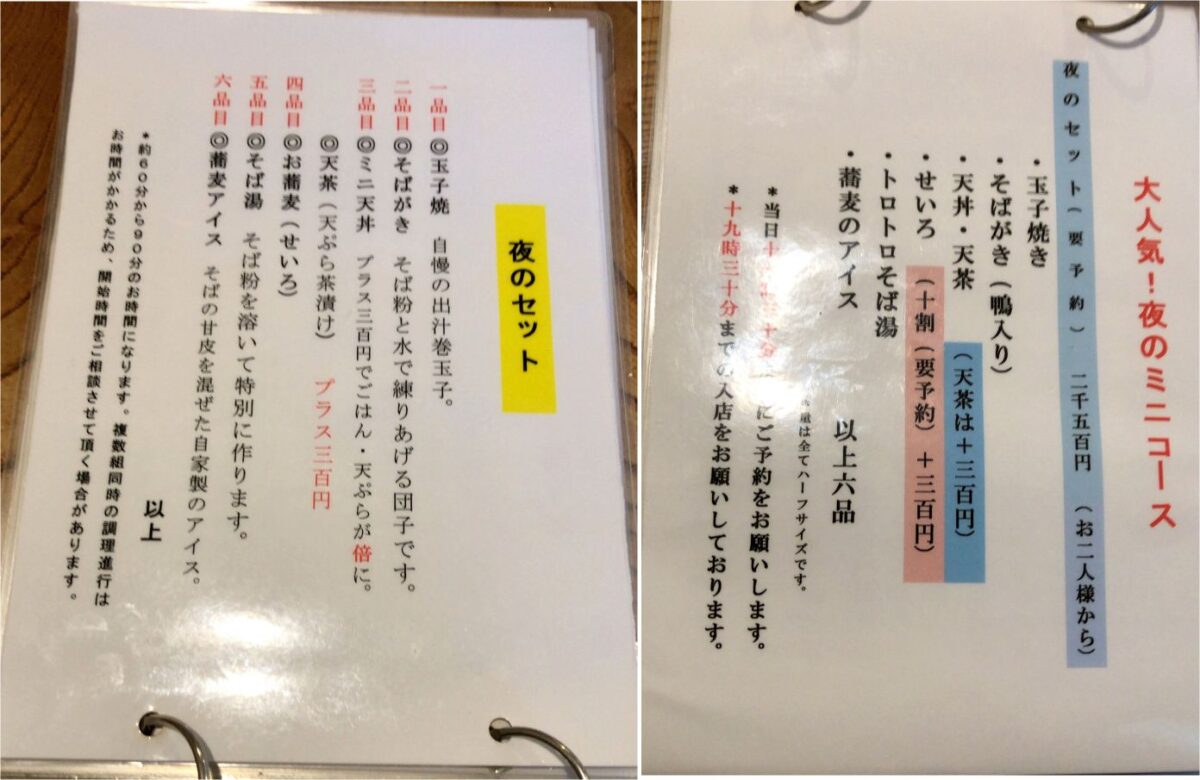 夜のセット
一品目◎玉子焼 自慢の出汁巻玉子。
二品目◎そばがき そば粉と水で練りあげる団子です。
三品目◎ミニ天丼 プラス三百円でごはん・天ぷらが倍に。
◎天茶(天ぷら茶漬け) プラス三百円
四品目◎お蕎麦(せいろ)
五品目◎そば湯 そば粉を溶いて特別に作ります。
六品目◎蕎麦アイス そばの甘皮を混ぜた自家製のアイス。
以上
*約60分から90分のお時間になります。複数組同時の調理進行は
お時間がかかるため、開始時間をご相談させて頂く場合があります。
大人気!夜のミニコース
夜のセット(要予約) 二千五百円 (お二人様から)
・玉子焼き
・そばがき(鴨入り)
・天丼・天茶 (天茶は+三百円)
・せいろ (十割(要予約)+三百円)
・トロトロそば湯
・蕎麦のアイス 以上六品
量は全てハーフサイズです。
*当日十 十分 にご予約をお願いします。
*十九時三十分までの入店をお願いしております。